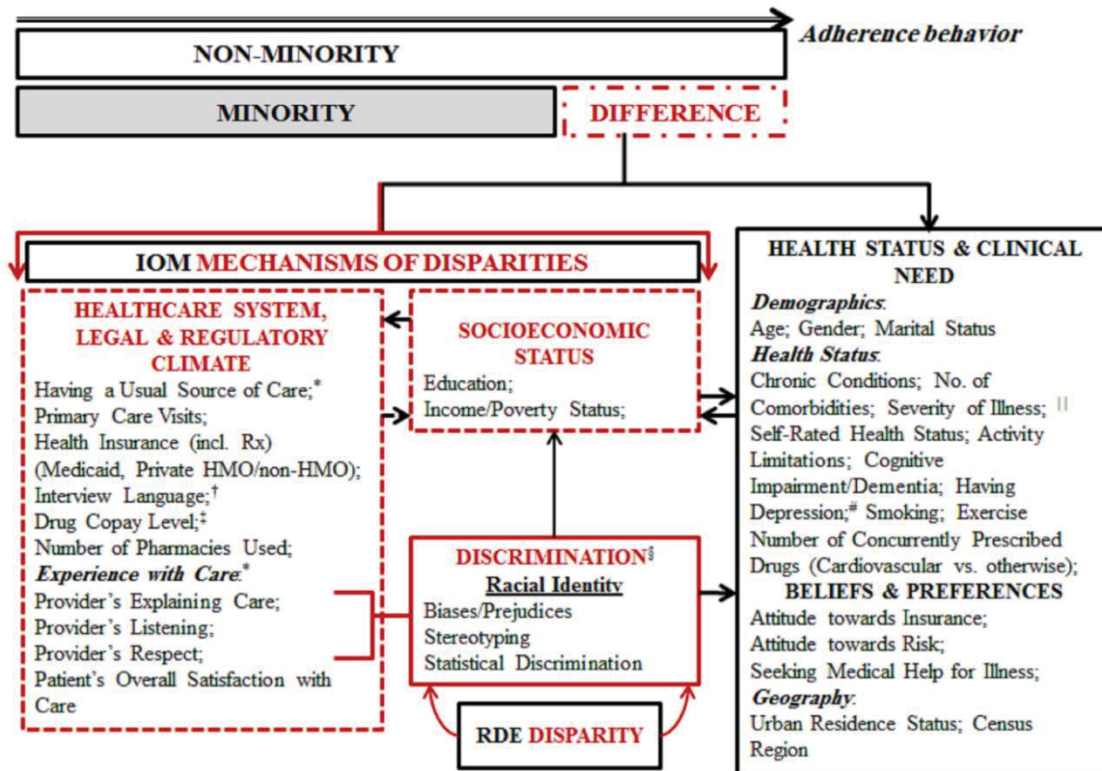 Adherence behavior
NON-MINORITY
MINORITY
DIFFERENCE
IOM MECHANISMS OF DISPARITIES
HEALTHCARE SYSTEM,
LEGAL & REGULATORY
CLIMATE
Having a Usual Source of Care;*
Primary Care Visits;
Health Insurance (incl. Rx)
(Medicaid, Private HMO/non-HMO);
Interview Language;†
Drug Copay Level;‡
Number of Pharmacies Used;
Experience with Care:*
Provider's Explaining Care;
Provider's Listening;
Provider's Respect;
Patient's Overall Satisfaction with
Care
SOCIOECONOMIC
STATUS
Education;
Income/Poverty Status;
DISCRIMINATION§
Racial Identity
Biases/Prejudices
Stereotyping
Statistical Discrimination
RDE DISPARITY
HEALTH STATUS & CLINICAL
NEED
Demographics:
Age; Gender; Marital Status
Health Status:
Chronic Conditions; No. of
Comorbidities; Severity of Illness; ||
Self-Rated Health Status; Activity
Limitations; Cognitive
Impairment/Dementia; Having
Depression;# Smoking; Exercise
Number of Concurrently Prescribed
Drugs (Cardiovascular vs. otherwise);
BELIEFS & PREFERENCES
Attitude towards Insurance;
Attitude towards Risk;
Seeking Medical Help for Illness;
Geography:
Urban Residence Status; Census
Region